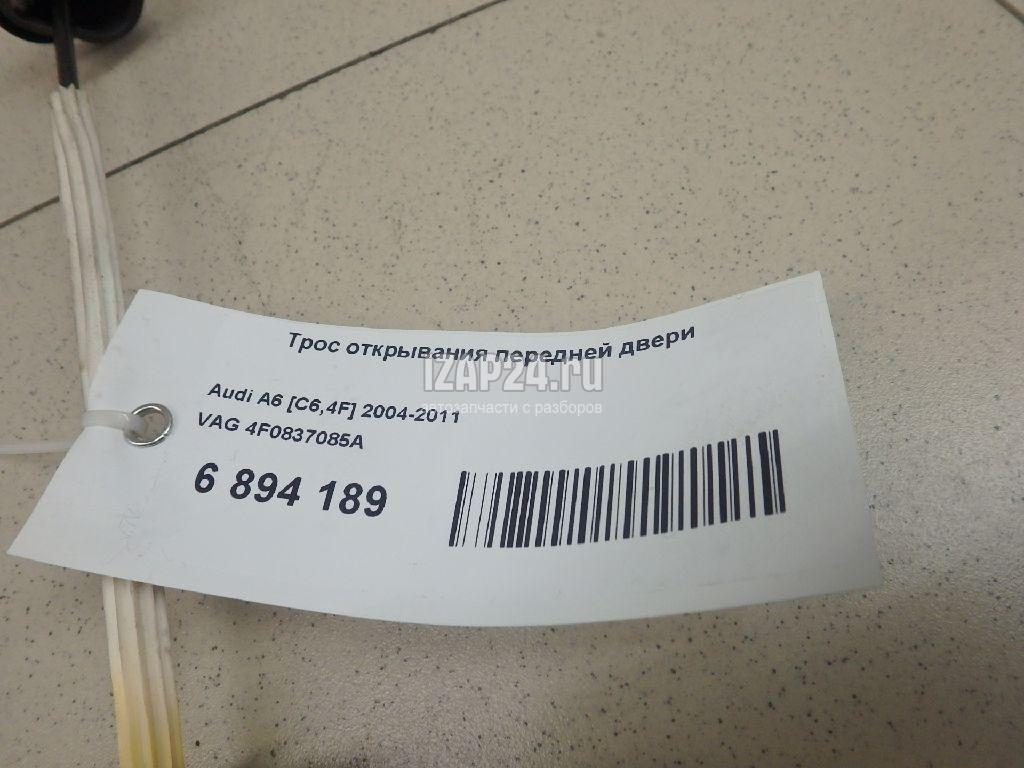 Трос открывания передней двери
IZAP24.ru
автозапчасти с разборов
Audi A6 [C6,4F] 2004-2011
VAG 4F0837085A
6 894 189